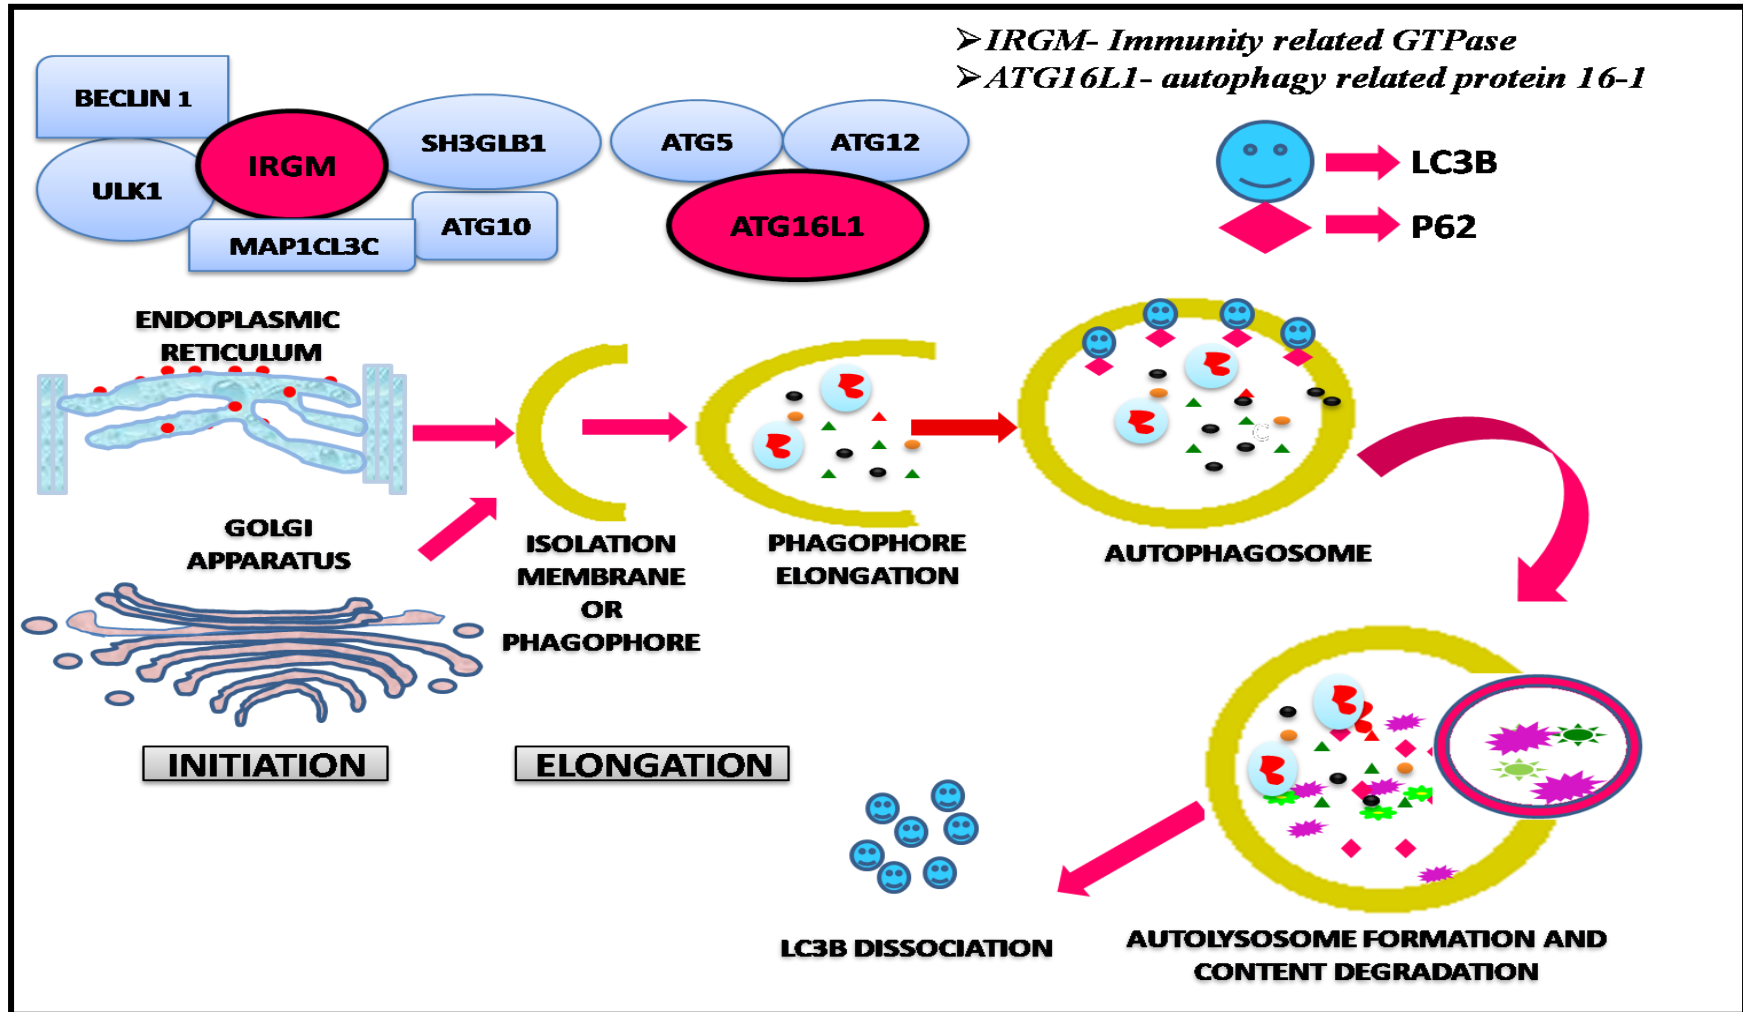 ➢IRGM- Immunity related GTPase
➢ATG16L1- autophagy related protein 16-1
BECLIN 1
ULK1
IRGM
SH3GLB1
MAP1CL3C
ATG10
ATG5
ATG12
ATG16L1
LC3B
P62
ENDOPLASMIC
RETICULUM
GOLGI
APPARATUS
ISOLATION
MEMBRANE
OR
PHAGOPHORE
PHAGOPHORE
ELONGATION
C
AUTOPHAGOSOME
INITIATION
ELONGATION
LC3B DISSOCIATION
AUTOLYSOSOME FORMATION AND
CONTENT DEGRADATION